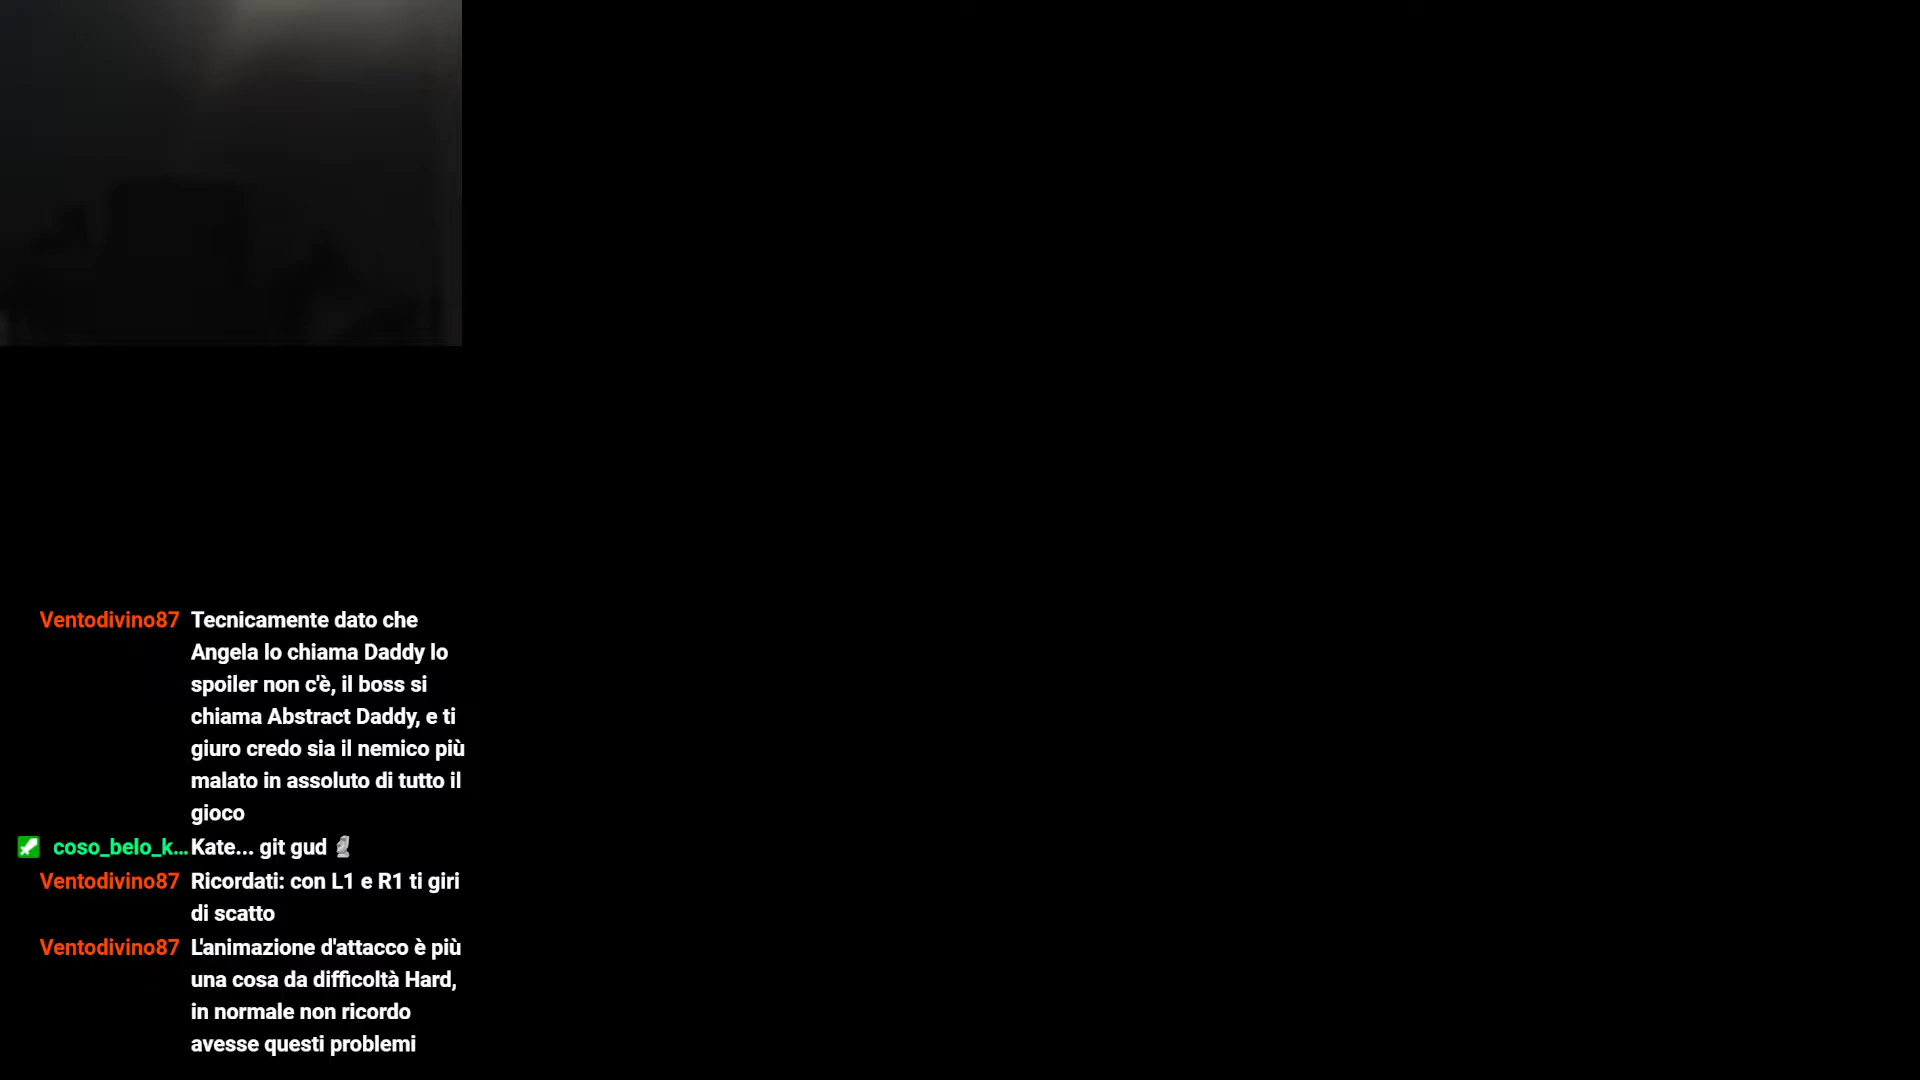 Ventodivino87 Tecnicamente dato che
Angela lo chiama Daddy lo
spoiler non c'è, il boss si
chiama Abstract Daddy, e ti
giuro credo sia il nemico più
malato in assoluto di tutto il
gioco
coso_belo_k... Kate... git gud
Ventodivino87 Ricordati: con L1 e R1 ti giri
di scatto
Ventodivino87 L'animazione d'attacco è più
una cosa da difficoltà Hard,
in normale non ricordo
avesse questi problemi